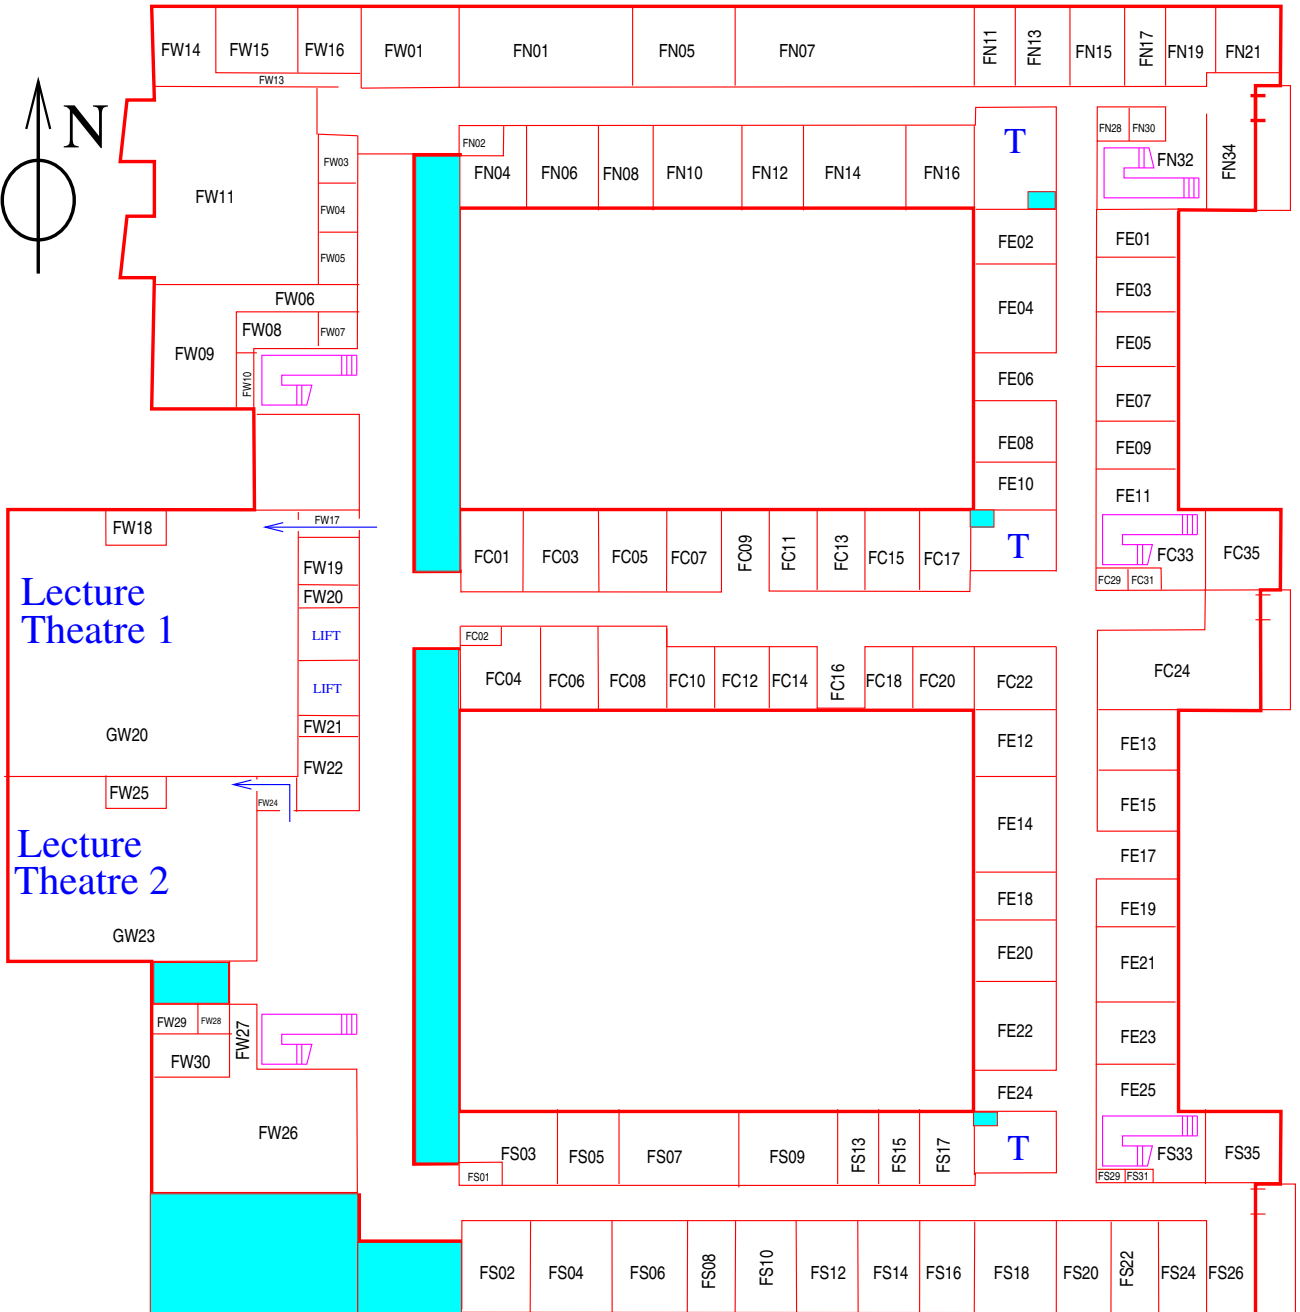 FW14 FW15 FW16 FW01 FN01 FN05 FN07 FN11 FN13 FN15 FN17 FN19 FN21
FW13
N
FN02 T FN28 FN30
FW03 FN04 FN06 FN08 FN10 FN12 FN14 FN16 FN32 FN34
FW11
FW04
FW05 FE02 FE01
FW06 FE04 FE03
FW08 FW07
FW09 FE05
FW10 FE06 FE07
FE08 FE09
FE10 FE11
FW18 FW17
FC01 FC03 FC05 FC07 FC09 FC11 FC13 FC15 FC17 T FC33 FC35
FW19 FC29 FC31
Lecture
Theatre 1
FW20
LIFT FC02
LIFT FC04 FC06 FC08 FC10 FC12 FC14 FC16 FC18 FC20 FC22 FC24
FW21
GW20 FE12 FE13
FW22
FW25 FW24 FE15
FE14
Lecture
Theatre 2
FE17
FE18 FE19
GW23 FE20 FE21
FW29 FW28 FW27 FE22 FE23
FW30
FE24 FE25
FW26 FS03 FS05 FS07 FS09 FS13 FS15 FS17 T FS33 FS35
FS01 FS29 FS31
FS02 FS04 FS06 FS08 FS10 FS12 FS14 FS16 FS18 FS20 FS22 FS24 FS26